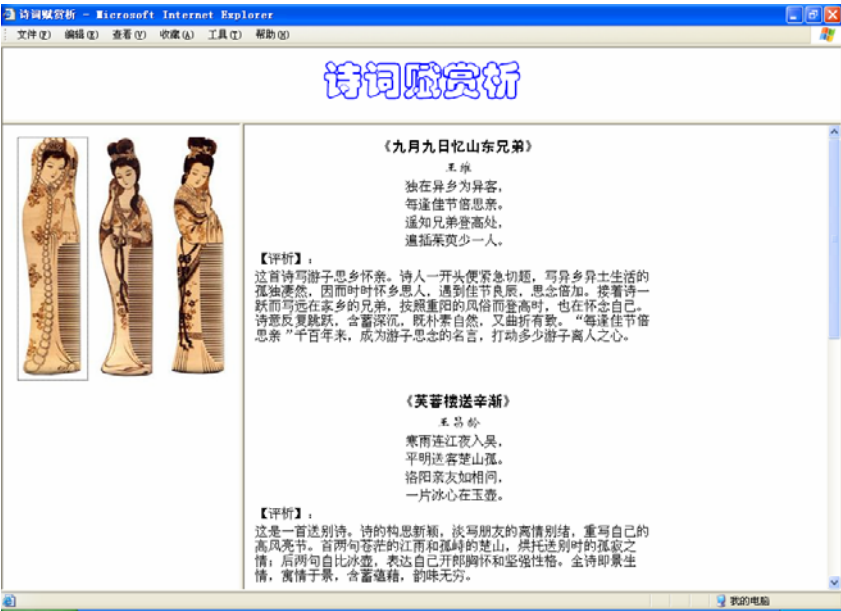 诗词赋赏析 - Microsoft Internet Explorer
文件(F) 编辑(E) 查看(V) 收藏(A) 工具(T) 帮助(H)
诗词赋赏析
《九月九日忆山东兄弟》
王维
独在异乡为异客,
每逢佳节倍思亲。
遥知兄弟登高处,
遍插茱萸少一人。
【评析】:
这首诗写游子思乡怀亲。诗人一开头便紧急切题,写异乡异土生活的
孤独凄然,因而时时怀乡思人,遇到佳节良辰,思念倍加。接着诗一
跃而写远在家乡的兄弟,按照重阳的风俗而登高时,也在怀念自己。
诗意反复跳跃,含蓄深沉,既朴素自然,又曲折有致。“每逢佳节倍
思亲”千百年来,成为游子思念的名言,打动多少游子离人之心。
《芙蓉楼送辛渐》
王昌龄
寒雨连江夜入吴,
平明送客楚山孤。
洛阳亲友如相问,
一片冰心在玉壶。
【评析】:
这是一首送别诗。诗的构思新颖,淡写朋友的离情别绪,重写自己的
高风亮节。首两句苍茫的江雨和孤峙的楚山,烘托送别时的孤寂之
情;后两句自比冰壶,表达自己开郎胸怀和坚强性格。全诗即景生
情,寓情于景,含蓄蕴藉,韵味无穷。
我的电脑